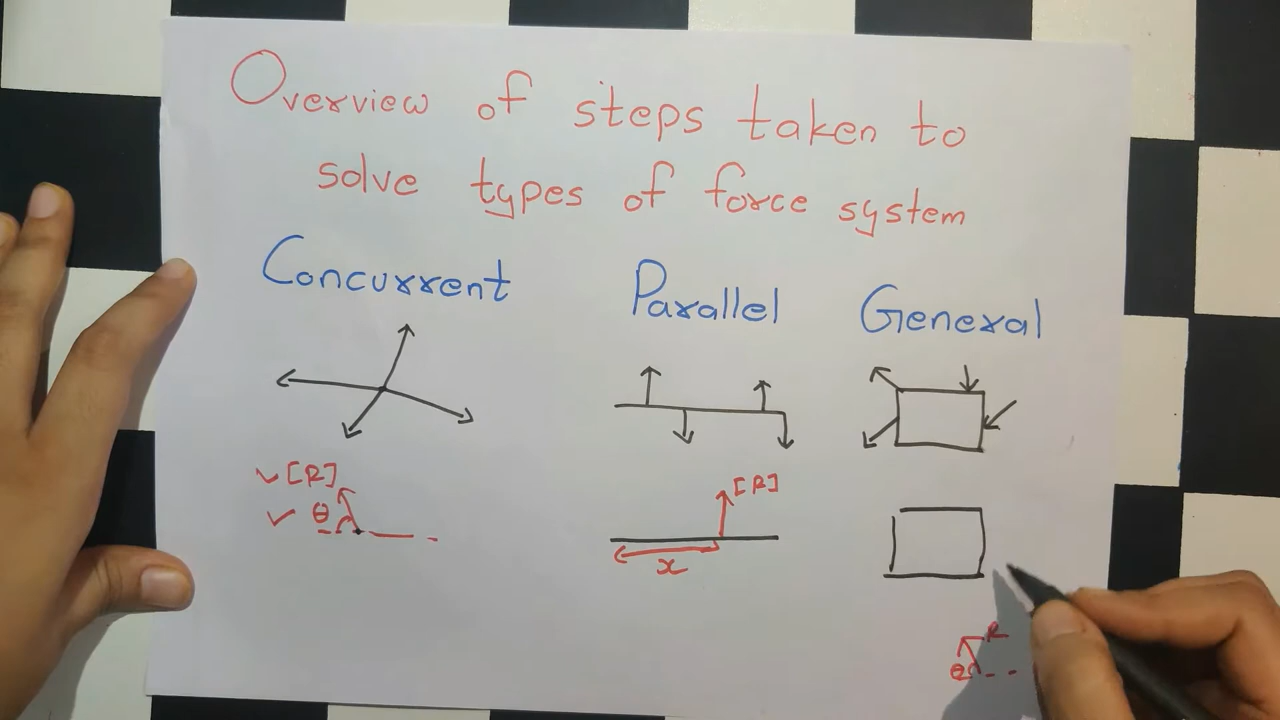 Overview of steps taken to
solve types of force system
Concurrent Parallel General
[R]
θ
[R]
x
R
θ